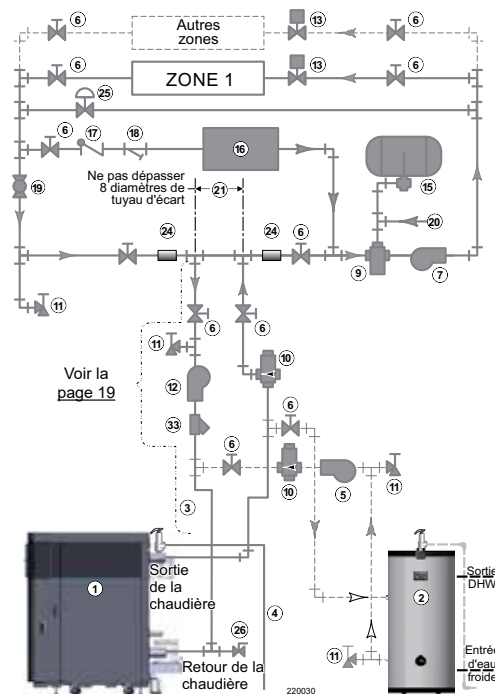 Autres
zones
6
13
6
6
ZONE 1
13
6
25
6
17
18
16
Ne pas dépasser
8 diamètres de
tuyau d'écart
21
15
19
20
24
24
6
9
7
11
6
6
11
10
12
Voir la
page 19
33
6
6
10
5
11
3
Sortie
de la
chaudière
1
4
2
Sortie
DHW
26
11
Entrée
d'eau
froide
Retour de la
chaudière
220030